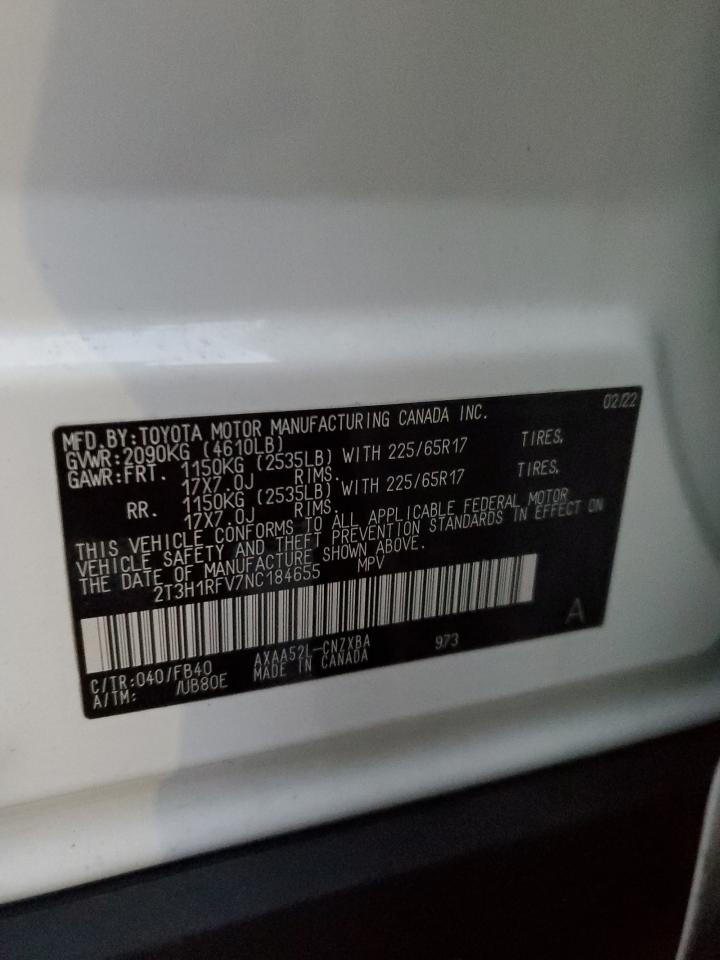 02/22
MFD.BY:TOYOTA MOTOR MANUFACTURING CANADA INC.
GVWR:2090KG (4610LB)
GAWR:FRT. 1150KG (2535LB) WITH 225/65R17 TIRES,
17X7.0J RIMS.
RR. 1150KG (2535LB) WITH 225/65R17 TIRES,
17X7.0J RIMS.
THIS VEHICLE CONFORMS TO ALL APPLICABLE FEDERAL MOTOR
VEHICLE SAFETY AND THEFT PREVENTION STANDARDS IN EFFECT ON
THE DATE OF MANUFACTURE SHOWN ABOVE.
2T3H1RFV7NC184655 MPV
A
C/TR:040/FB40 AXAA52L-CNZXBA 973
A/TM: /UB80E MADE IN CANADA